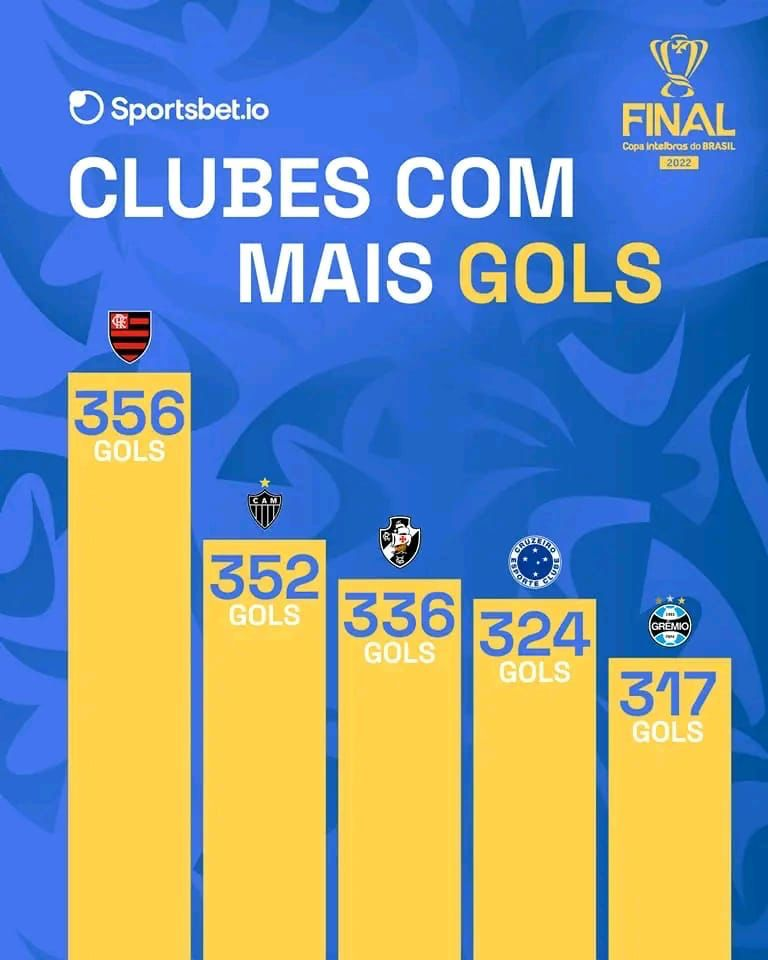 Sportsbet.io
FINAL
Copa Intelbras do BRASIL
2022
CLUBES COM
MAIS GOLS
356
GOLS
CAM
352
GOLS
336
GOLS
CRUZEIRO
ESPORTE CLUBE
324
GOLS
GRÊMIO
317
GOLS